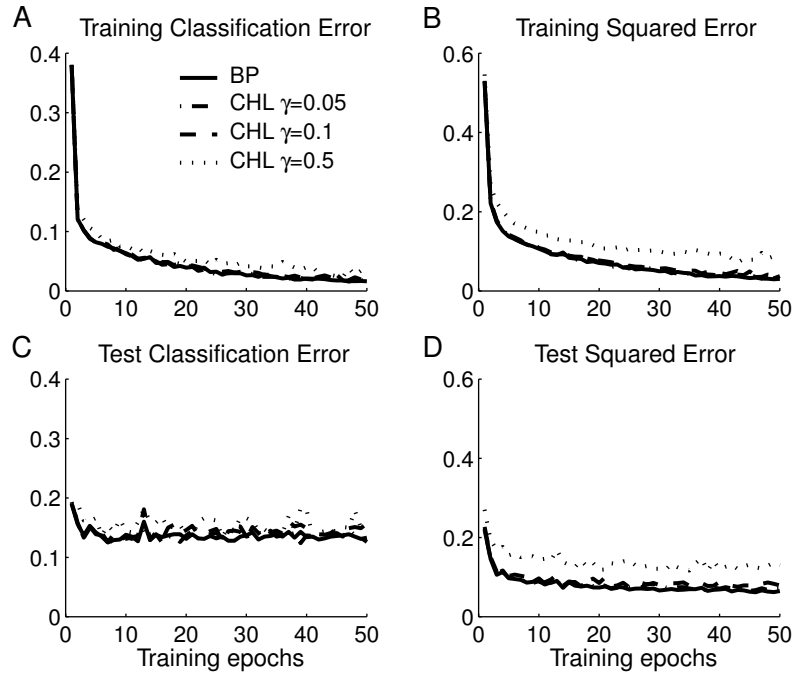 A
Training Classification Error
0.4
0.3
0.2
0.1
0
0 10 20 30 40 50
BP
CHL γ=0.05
CHL γ=0.1
CHL γ=0.5
B
Training Squared Error
0.6
0.4
0.2
0
0 10 20 30 40 50
C
Test Classification Error
0.4
0.3
0.2
0.1
0
0 10 20 30 40 50
Training epochs
D
Test Squared Error
0.6
0.4
0.2
0
0 10 20 30 40 50
Training epochs